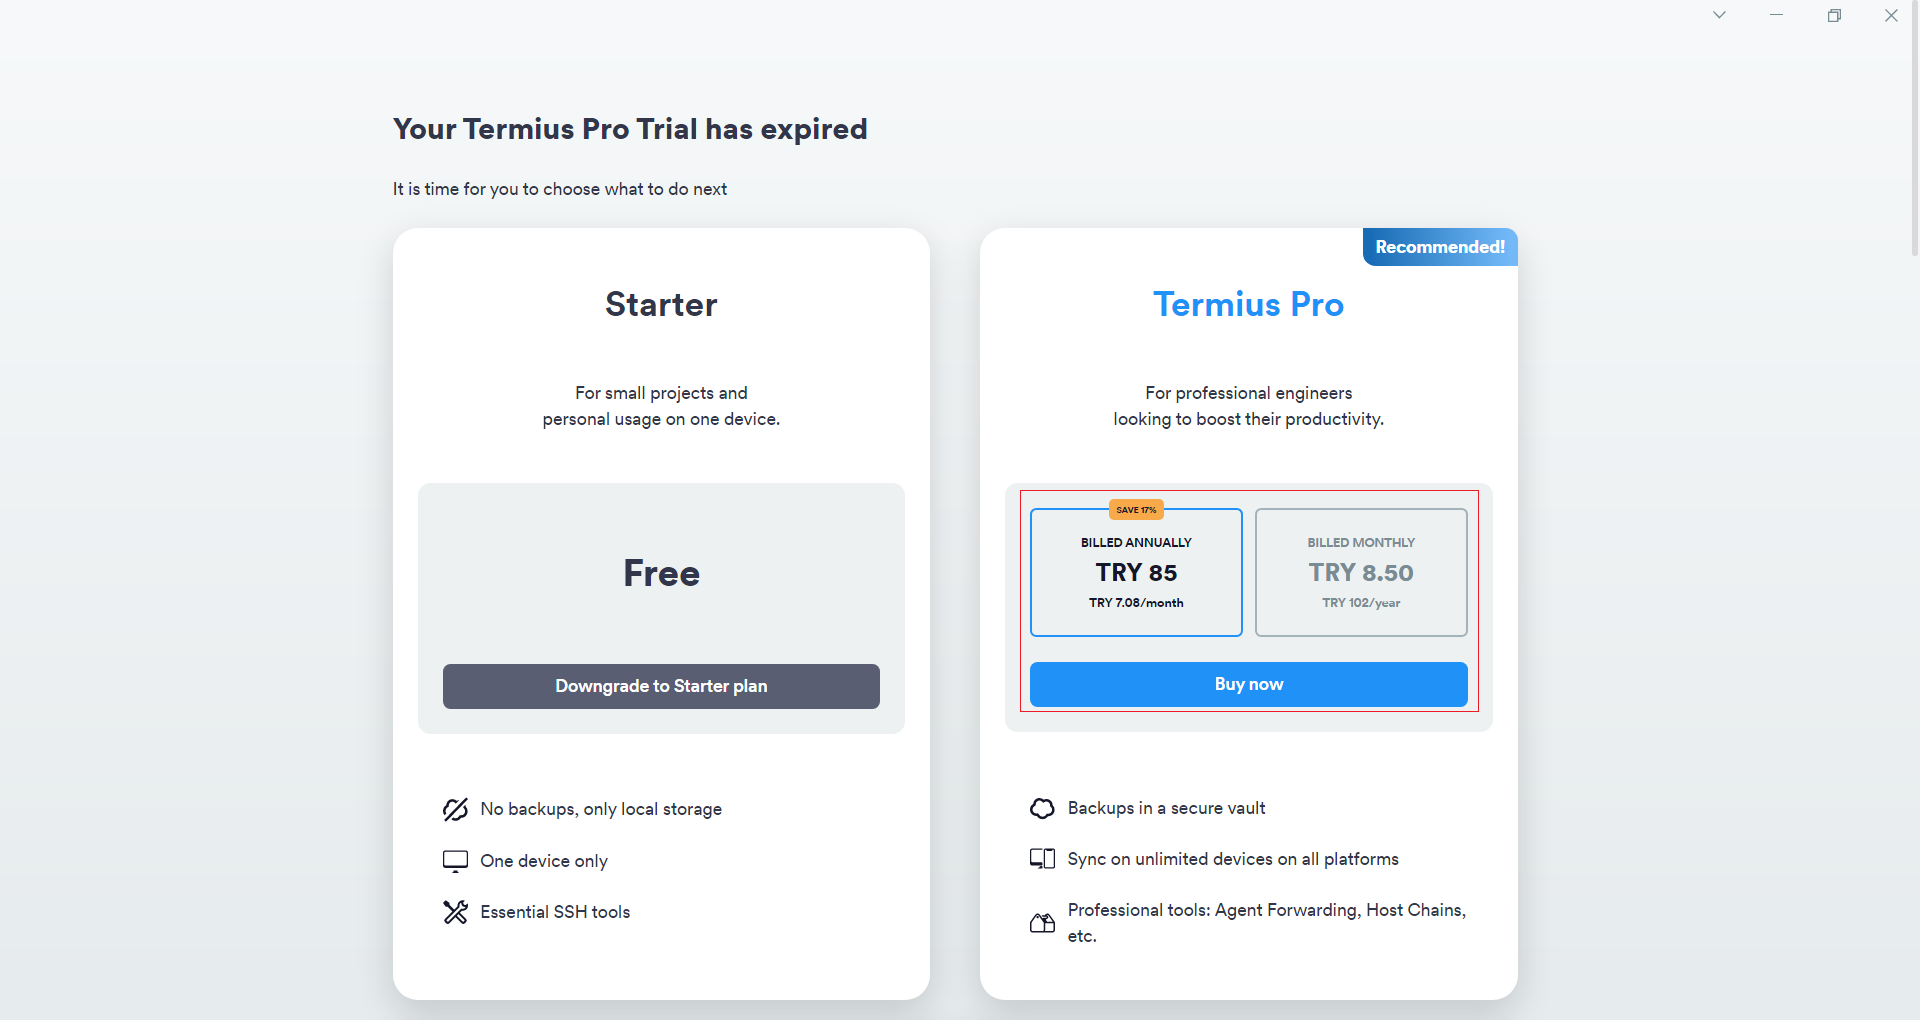 Your Termius Pro Trial has expired
It is time for you to choose what to do next
Starter
For small projects and
personal usage on one device.
Free
Downgrade to Starter plan
No backups, only local storage
One device only
Essential SSH tools
Recommended!
Termius Pro
For professional engineers
looking to boost their productivity.
SAVE 17%
BILLED ANNUALLY
TRY 85
TRY 7.08/month
BILLED MONTHLY
TRY 8.50
TRY 102/year
Buy now
Backups in a secure vault
Sync on unlimited devices on all platforms
Professional tools: Agent Forwarding, Host Chains,
etc.